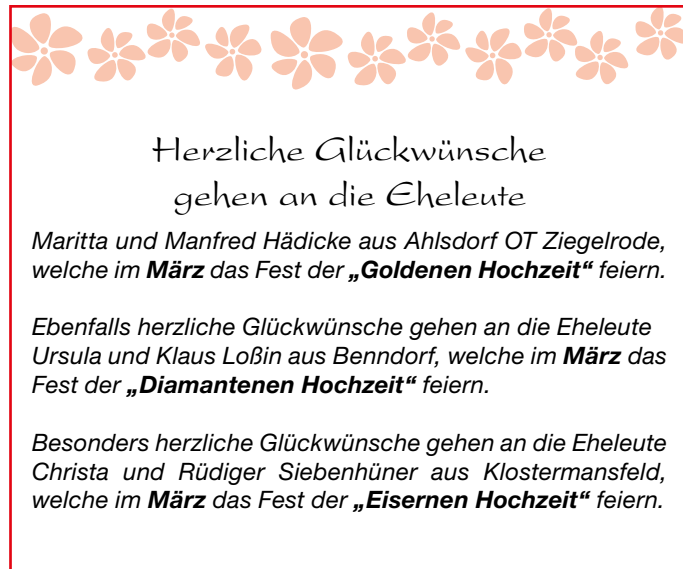 Herzliche Glückwünsche
gehen an die Eheleute
Maritta und Manfred Hädicke aus Ahlsdorf OT Ziegelrode,
welche im März das Fest der „Goldenen Hochzeit“ feiern.
Ebenfalls herzliche Glückwünsche gehen an die Eheleute
Ursula und Klaus Loßin aus Benndorf, welche im März das
Fest der „Diamantenen Hochzeit“ feiern.
Besonders herzliche Glückwünsche gehen an die Eheleute
Christa und Rüdiger Siebenhüner aus Klostermansfeld,
welche im März das Fest der „Eisernen Hochzeit“ feiern.